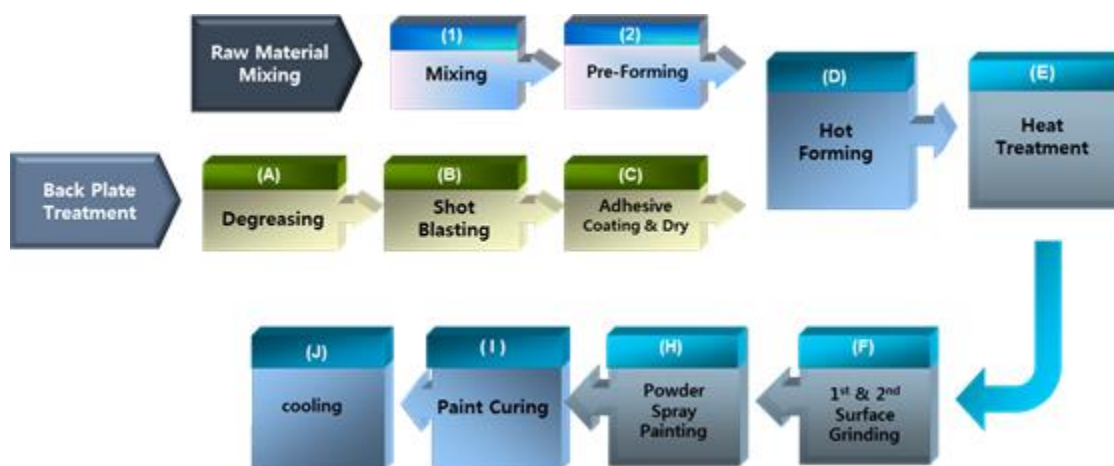 Raw Material
Mixing
(1)
Mixing
(2)
Pre-Forming
(D)
Hot
Forming
(E)
Heat
Treatment
Back Plate
Treatment
(A)
Degreasing
(B)
Shot
Blasting
(C)
Adhesive
Coating & Dry
(J)
cooling
(I)
Paint Curing
(H)
Powder
Spray
Painting
(F)
1st & 2nd
Surface
Grinding